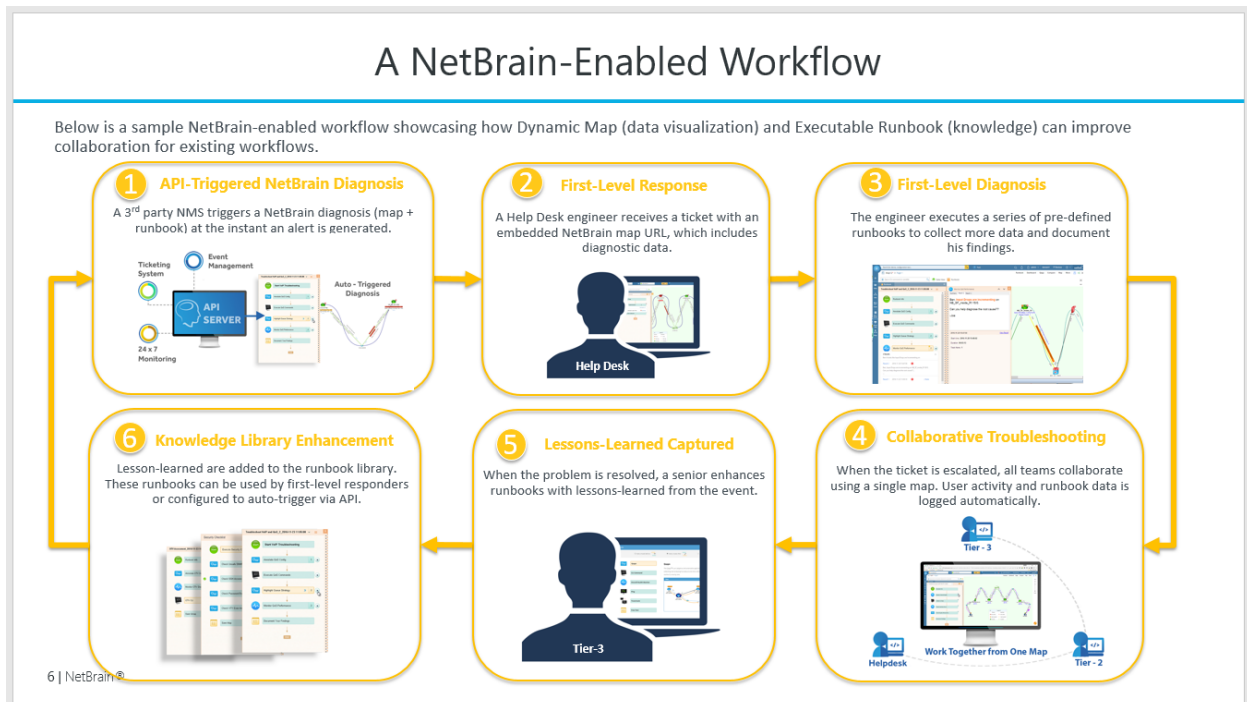 A NetBrain-Enabled Workflow
Below is a sample NetBrain-enabled workflow showcasing how Dynamic Map (data visualization) and Executable Runbook (knowledge) can improve
collaboration for existing workflows.
1 API-Triggered NetBrain Diagnosis
A 3rd party NMS triggers a NetBrain diagnosis (map +
runbook) at the instant an alert is generated.
Ticketing
System
Event
Management
API
SERVER
24 x 7
Monitoring
Auto - Triggered
Diagnosis
2 First-Level Response
A Help Desk engineer receives a ticket with an
embedded NetBrain map URL, which includes
diagnostic data.
Help Desk
3 First-Level Diagnosis
The engineer executes a series of pre-defined
runbooks to collect more data and document
his findings.
4 Collaborative Troubleshooting
When the ticket is escalated, all teams collaborate
using a single map. User activity and runbook data is
logged automatically.
Tier - 3
Helpdesk
Work Together from One Map
Tier - 2
5 Lessons-Learned Captured
When the problem is resolved, a senior enhances
runbooks with lessons-learned from the event.
Tier-3
6 Knowledge Library Enhancement
Lesson-learned are added to the runbook library.
These runbooks can be used by first-level responders
or configured to auto-trigger via API.
6 | NetBrain®